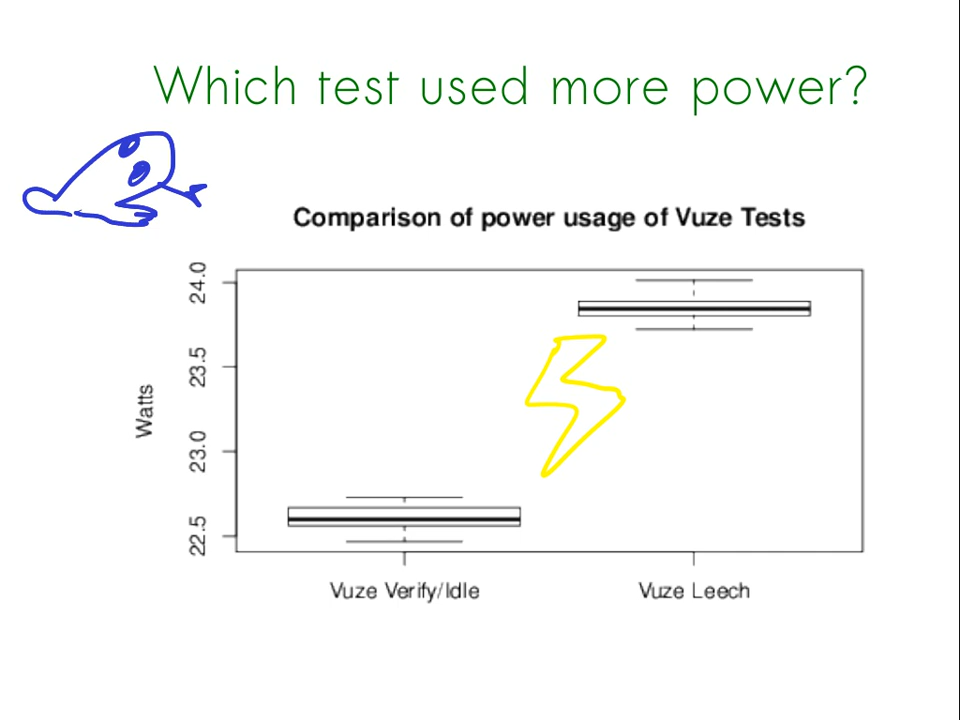 Which test used more power?
Comparison of power usage of Vuze Tests
24.0
23.5
23.0
22.5
Watts
Vuze Verify/Idle
Vuze Leech